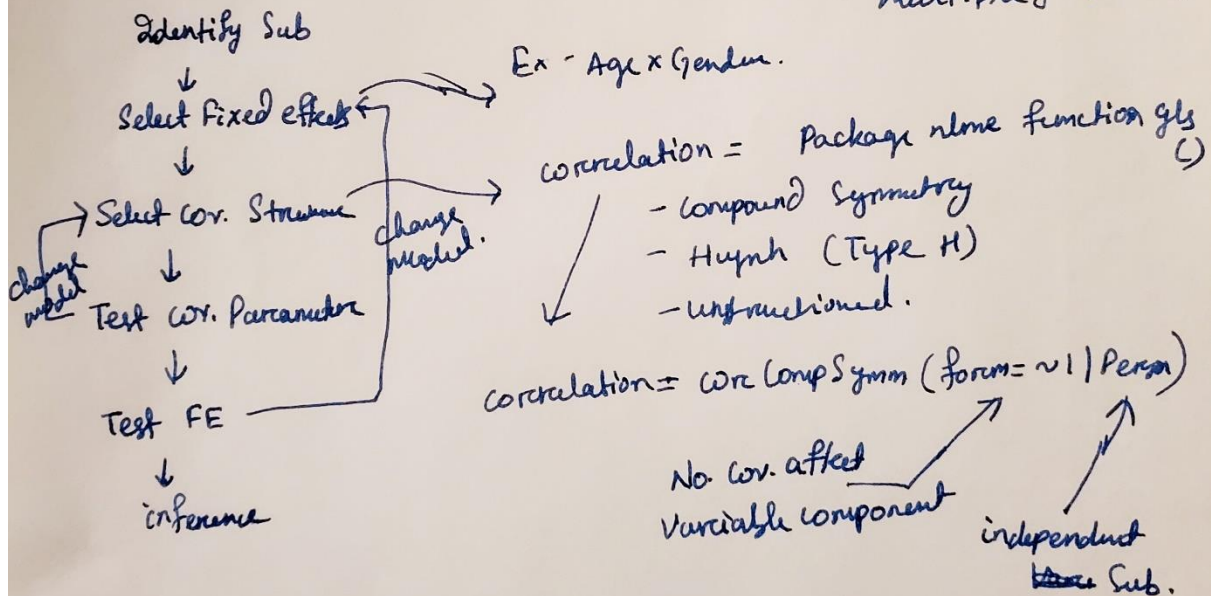 Identify Sub
↓
Select Fixed effects
↓
Select Cov. Structure
↓
Test Cov. Parameter
↓
Test FE
↓
inference
change model
change model.
Ex - Age x Gender.
correlation = Package nlme function gls ()
- Compound Symmetry
- Huynh (Type H)
- unstructioned.
correlation = corCompSymm (form= ~1 | Person)
No. Cov. affect
variable component
independent
Sub.